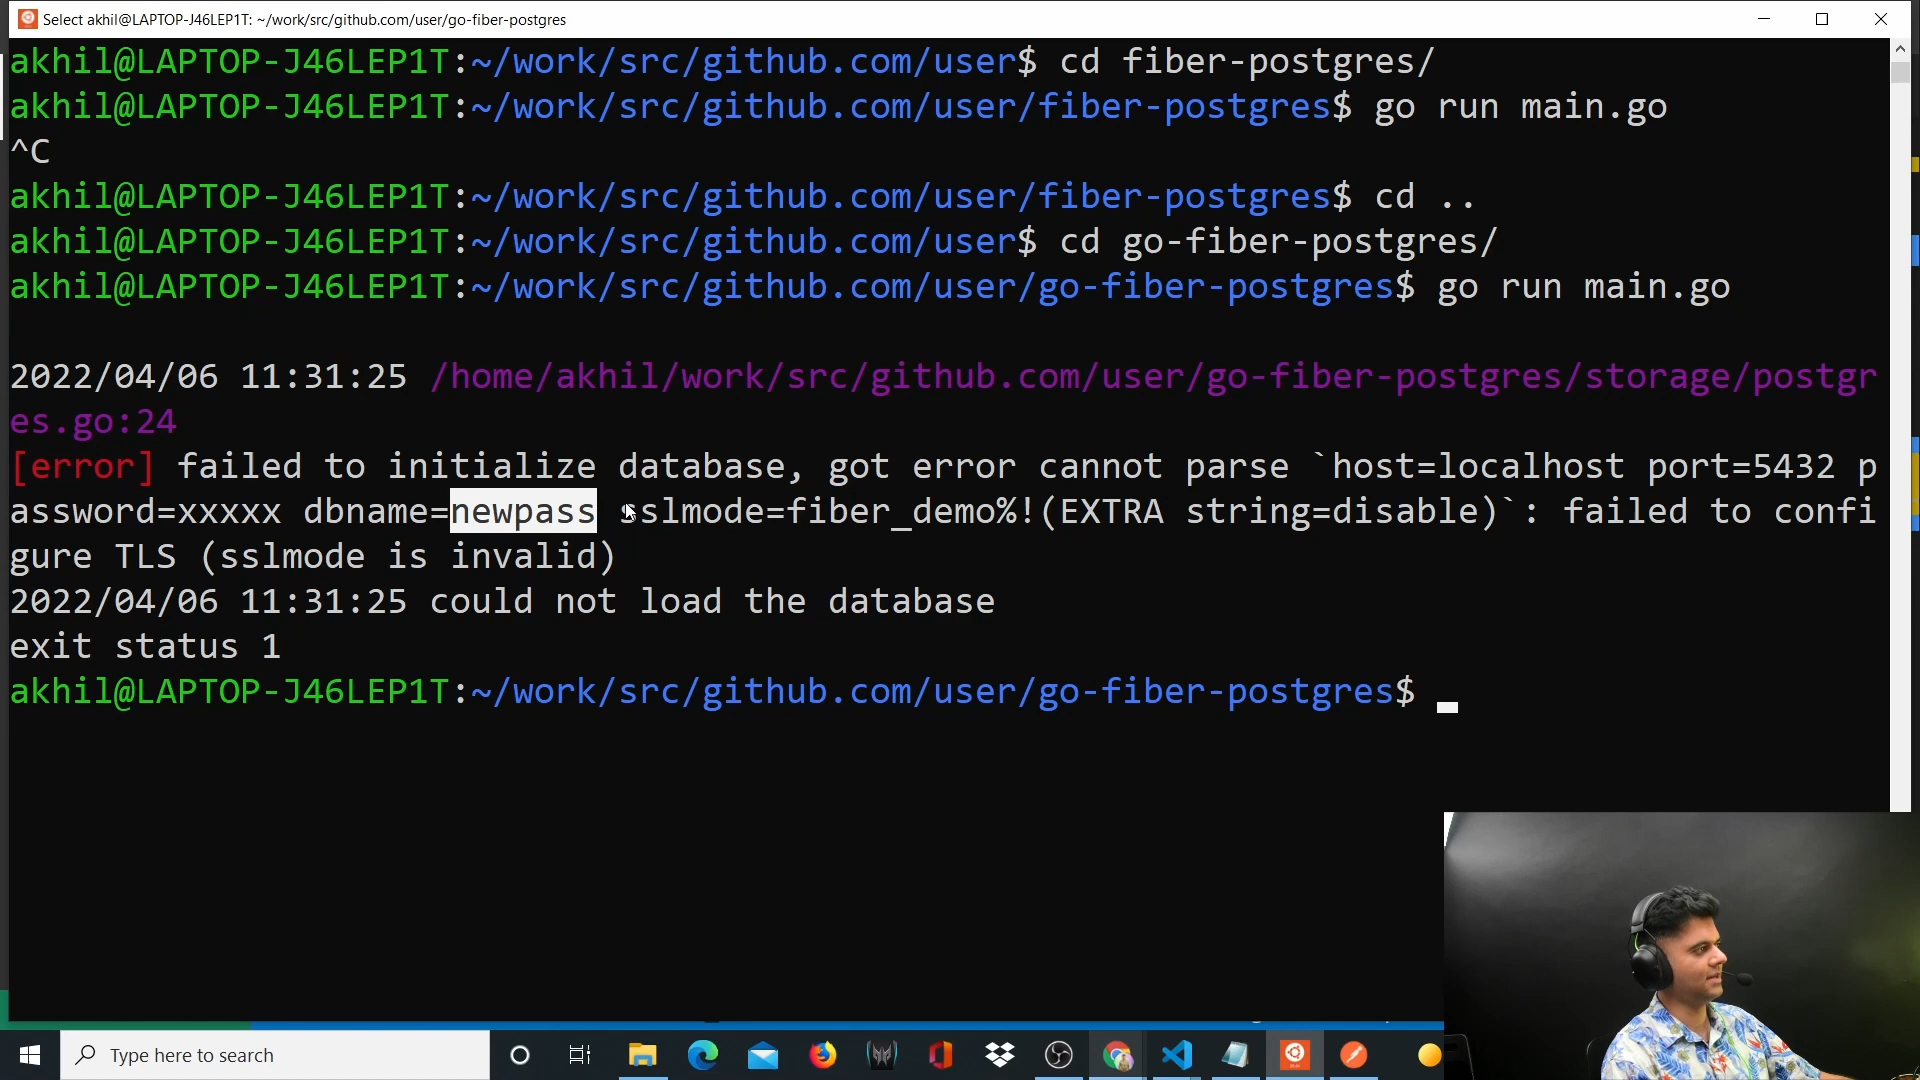 Select akhil@LAPTOP-J46LEP1T: ~/work/src/github.com/user/go-fiber-postgres
akhil@LAPTOP-J46LEP1T:~/work/src/github.com/user$ cd fiber-postgres/
akhil@LAPTOP-J46LEP1T:~/work/src/github.com/user/fiber-postgres$ go run main.go
^C
akhil@LAPTOP-J46LEP1T:~/work/src/github.com/user/fiber-postgres$ cd ..
akhil@LAPTOP-J46LEP1T:~/work/src/github.com/user$ cd go-fiber-postgres/
akhil@LAPTOP-J46LEP1T:~/work/src/github.com/user/go-fiber-postgres$ go run main.go
2022/04/06 11:31:25 /home/akhil/work/src/github.com/user/go-fiber-postgres/storage/postgr
es.go:24
[error] failed to initialize database, got error cannot parse `host=localhost port=5432 p
assword=xxxxx dbname=newpass sslmode=fiber_demo%!(EXTRA string=disable)`: failed to confi
gure TLS (sslmode is invalid)
2022/04/06 11:31:25 could not load the database
exit status 1
akhil@LAPTOP-J46LEP1T:~/work/src/github.com/user/go-fiber-postgres$
Type here to search